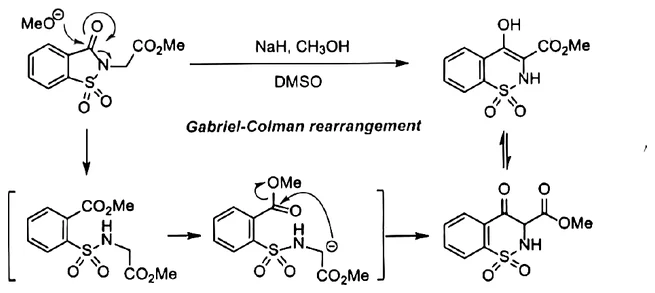 MeO⊖
O
CO₂Me
N
S
O O
NaH, CH₃OH
DMSO
Gabriel-Colman rearrangement
OH
CO₂Me
NH
S
O O
CO₂Me
H
N
S
O O
CO₂Me
OMe
O
H
S-N
⊖
O O
CO₂Me
O O
OMe
NH
S
O O